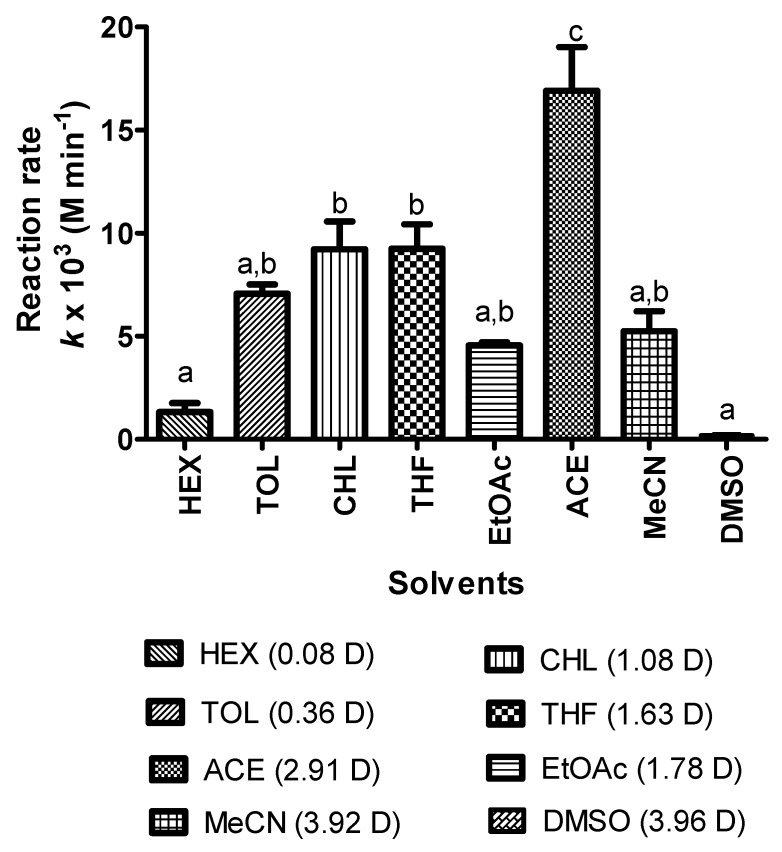 Reaction rate
k x 10³ (M min⁻¹)
20
15
10
5
0
a
a,b
b
b
a,b
c
a,b
a
HEX
TOL
CHL
THF
EtOAc
ACE
MeCN
DMSO
Solvents
HEX (0.08 D)
CHL (1.08 D)
TOL (0.36 D)
THF (1.63 D)
ACE (2.91 D)
EtOAc (1.78 D)
MeCN (3.92 D)
DMSO (3.96 D)